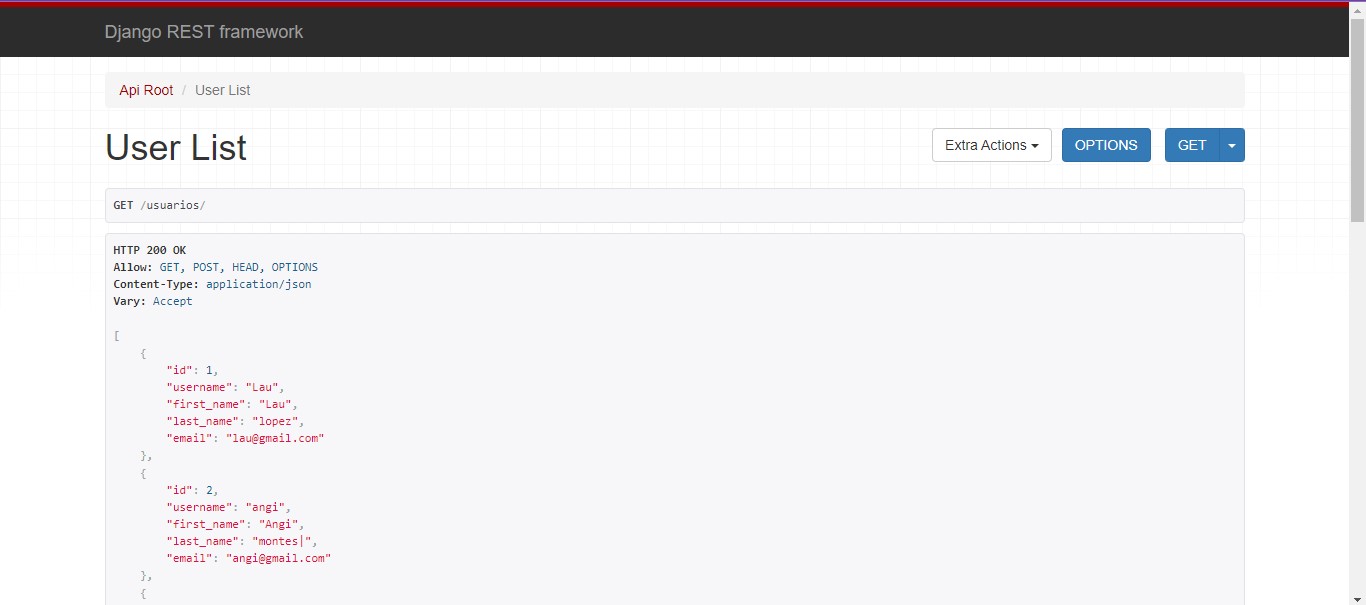 Django REST framework
Api Root / User List
User List
Extra Actions
OPTIONS
GET
GET /usuarios/
HTTP 200 OK
Allow: GET, POST, HEAD, OPTIONS
Content-Type: application/json
Vary: Accept
[
    {
        "id": 1,
        "username": "Lau",
        "first_name": "Lau",
        "last_name": "lopez",
        "email": "lau@gmail.com"
    },
    {
        "id": 2,
        "username": "angi",
        "first_name": "Angi",
        "last_name": "montes|",
        "email": "angi@gmail.com"
    },
    {